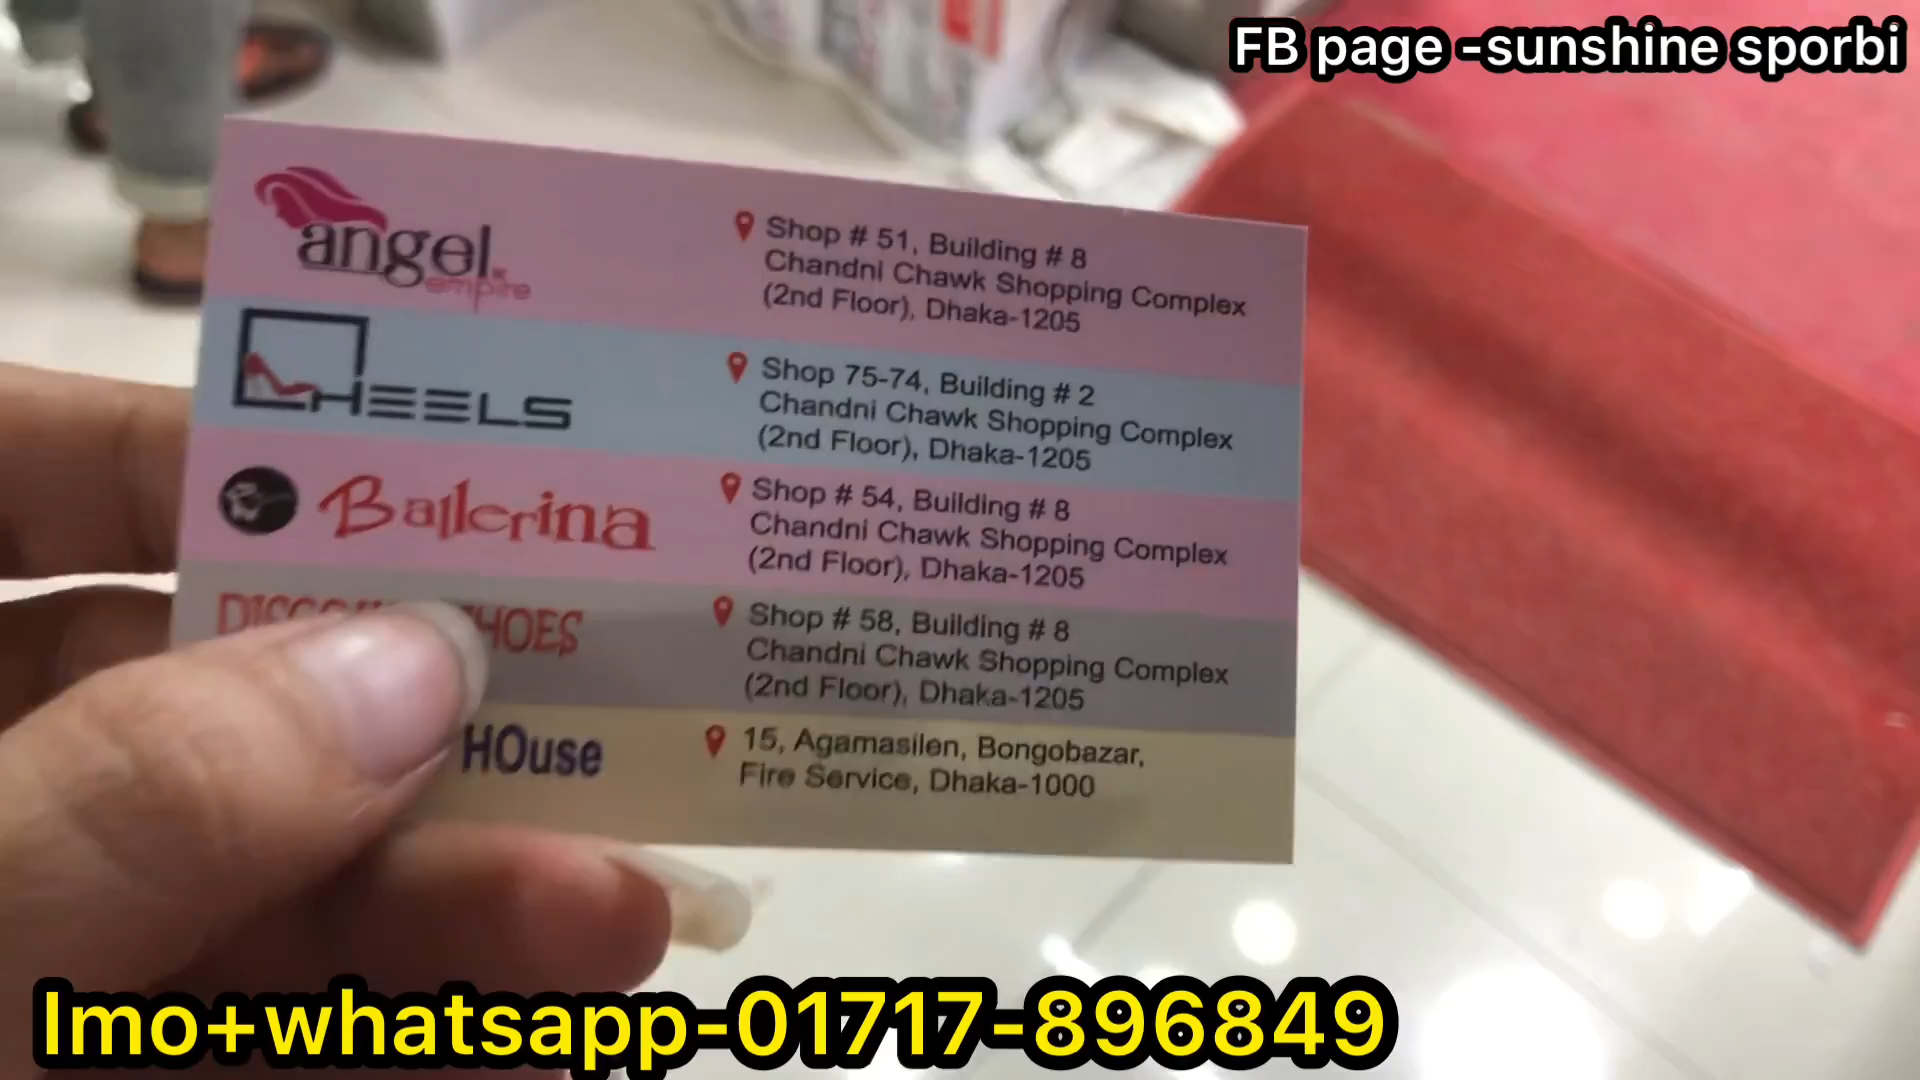 FB page -sunshine sporbi
angel
empire
Shop # 51, Building # 8
Chandni Chawk Shopping Complex
(2nd Floor), Dhaka-1205
HEELS
Shop 75-74, Building # 2
Chandni Chawk Shopping Complex
(2nd Floor), Dhaka-1205
Ballerina
Shop # 54, Building # 8
Chandni Chawk Shopping Complex
(2nd Floor), Dhaka-1205
Shop # 58, Building # 8
Chandni Chawk Shopping Complex
(2nd Floor), Dhaka-1205
HOuse
15, Agamasilen, Bongobazar,
Fire Service, Dhaka-1000
Imo+whatsapp-01717-896849